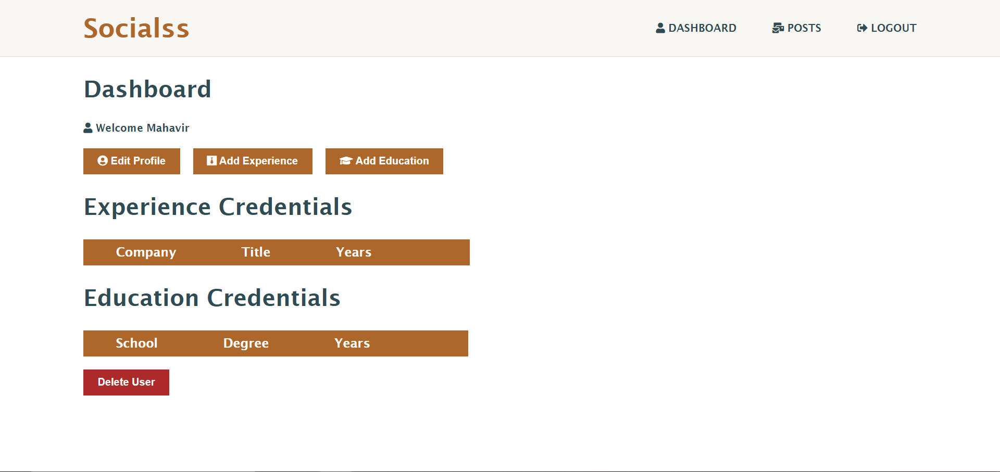 Socialss DASHBOARD POSTS LOGOUT
Dashboard
Welcome Mahavir
Edit Profile Add Experience Add Education
Experience Credentials
Company Title Years
Education Credentials
School Degree Years
Delete User